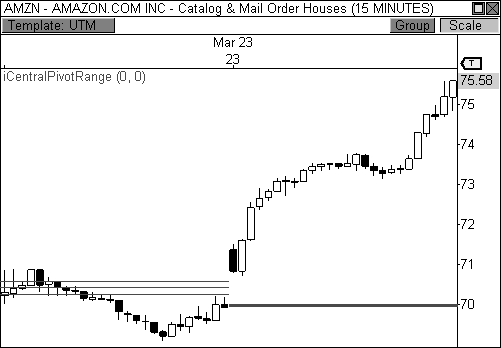 AMZN - AMAZON.COM INC - Catalog & Mail Order Houses (15 MINUTES)
Template: UTM
Group
Scale
Mar 23
23
T
iCentralPivotRange (0, 0)
75.58
75
74
73
72
71
70